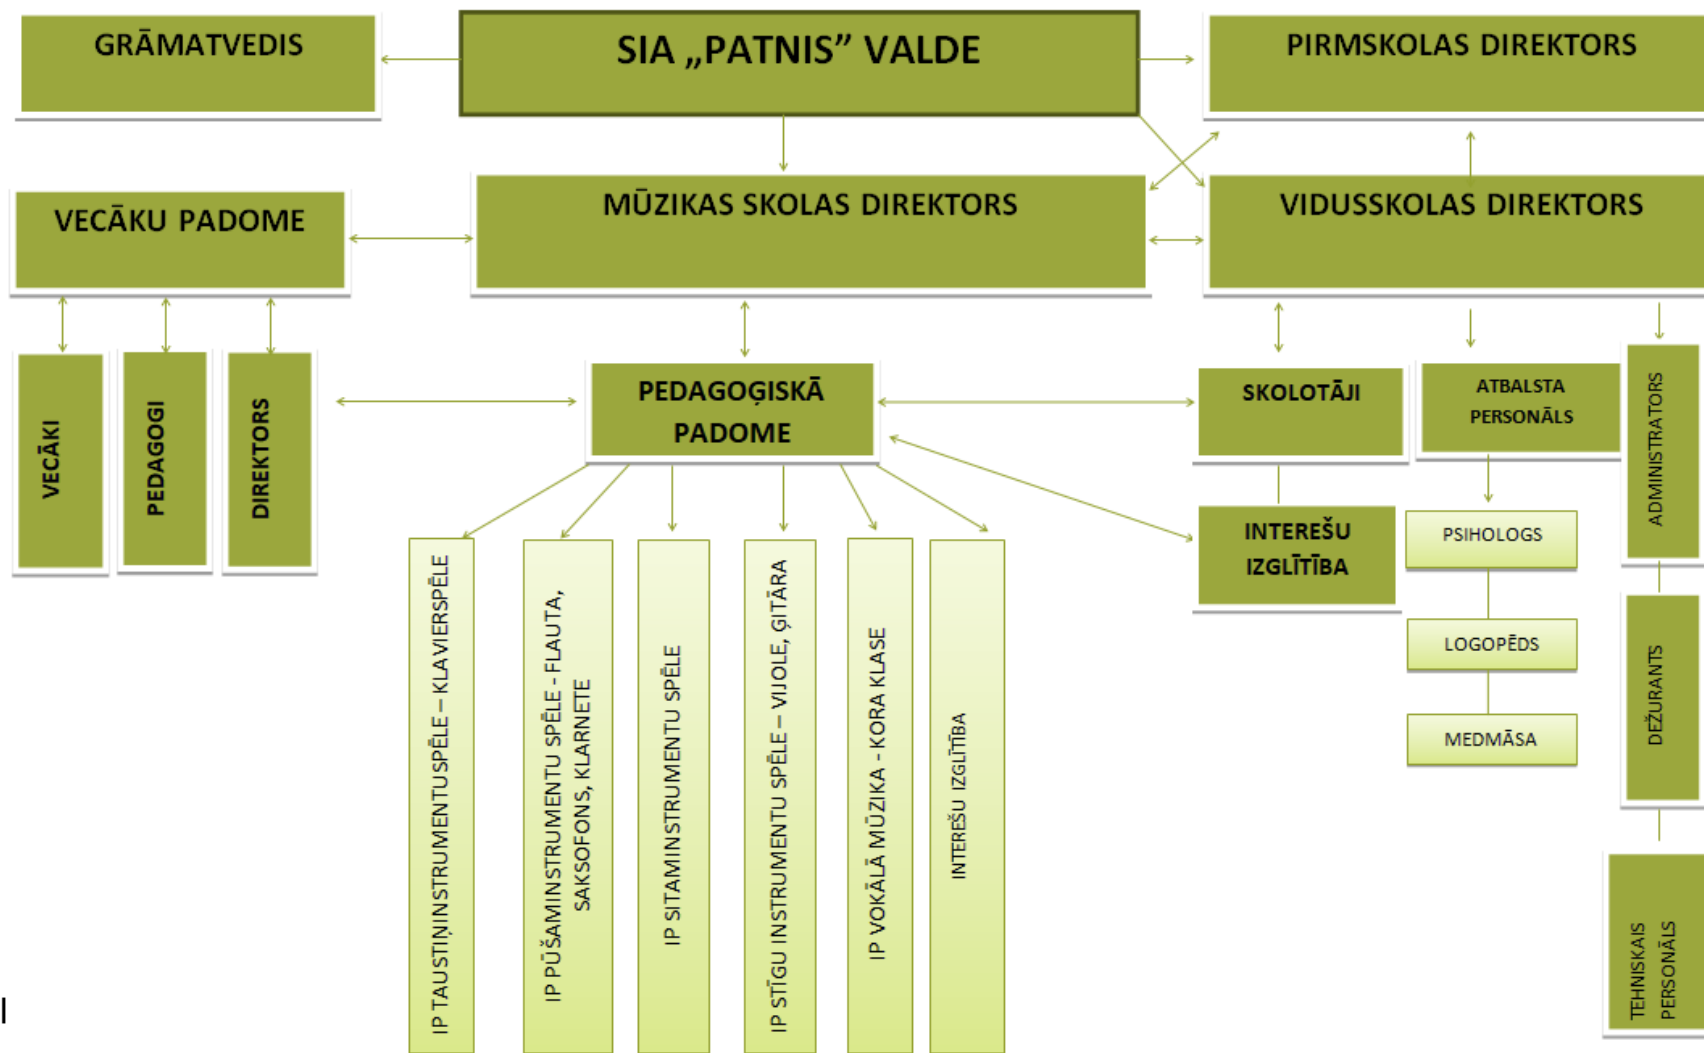 GRĀMATVEDIS
SIA „PATNIS” VALDE
PIRMSKOLAS DIREKTORS
VECĀKU PADOME
MŪZIKAS SKOLAS DIREKTORS
VIDUSSKOLAS DIREKTORS
VECĀKI
PEDAGOGI
DIREKTORS
PEDAGOĢISKĀ
PADOME
SKOLOTĀJI
ATBALSTA
PERSONĀLS
ADMINISTRATORS
INTEREŠU
IZGLĪTĪBA
PSIHOLOGS
LOGOPĒDS
MEDMĀSA
DEŽURANTS
TEHNISKAIS
PERSONĀLS
IP TAUSTIŅINSTRUMENTUSPĒLE – KLAVIERSPĒLE
IP PŪŠAMINSTRUMENTU SPĒLE - FLAUTA,
SAKSOFONS, KLARNETE
IP SITAMINSTRUMENTU SPĒLE
IP STĪGU INSTRUMENTU SPĒLE – VIJOLE, ĢITĀRA
IP VOKĀLĀ MŪZIKA - KORA KLASE
INTEREŠU IZGLĪTĪBA